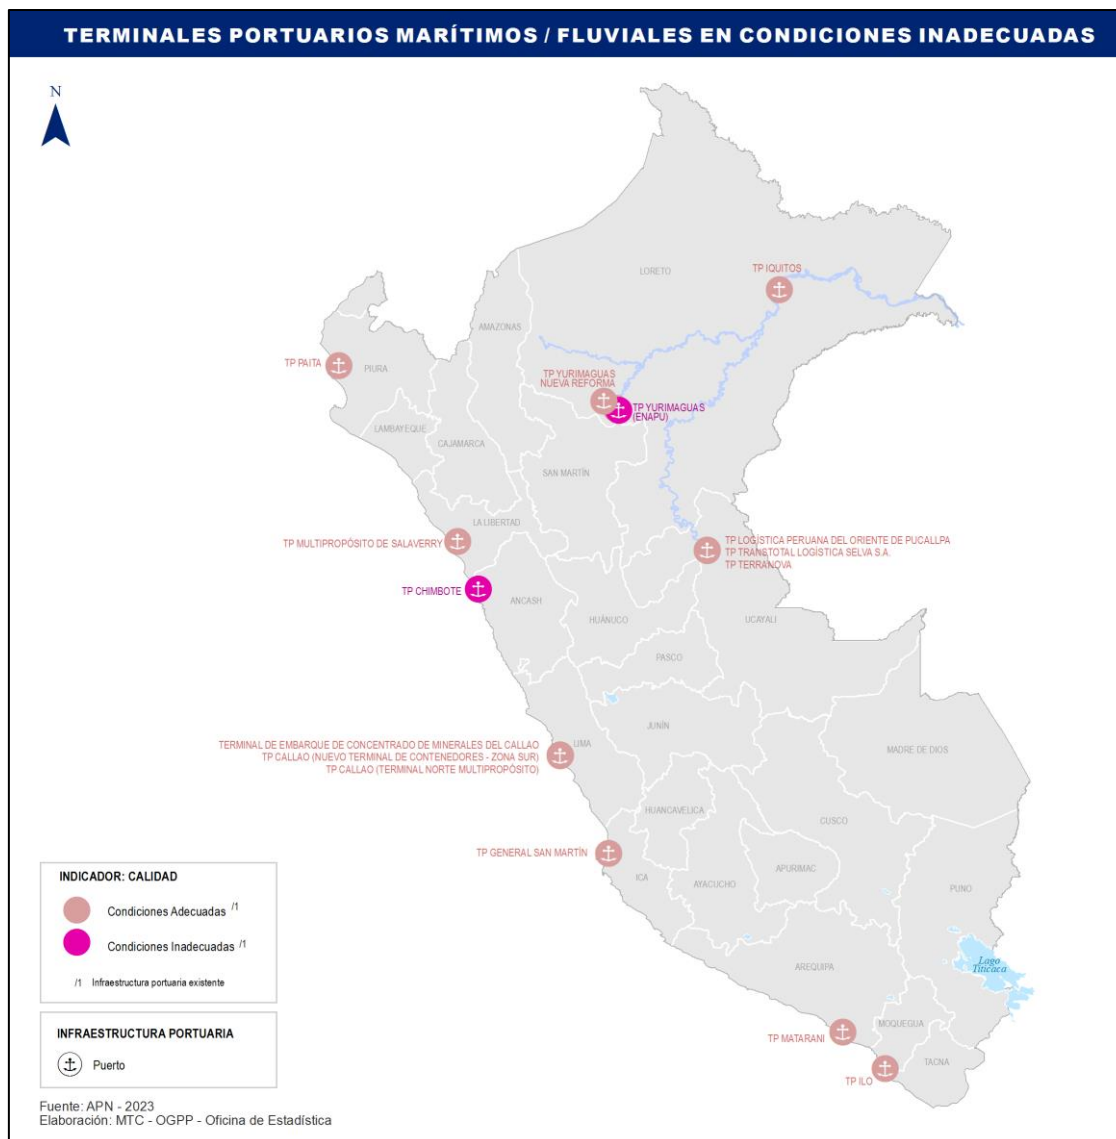 TERMINALES PORTUARIOS MARÍTIMOS / FLUVIALES EN CONDICIONES INADECUADAS
N
LORETO
TP IQUITOS
AMAZONAS
TP PAITA
PIURA
TP YURIMAGUAS
NUEVA REFORMA
TP YURIMAGUAS
(ENAPU)
LAMBAYEQUE
CAJAMARCA
SAN MARTÍN
LA LIBERTAD
TP MULTIPROPÓSITO DE SALAVERRY
TP LOGÍSTICA PERUANA DEL ORIENTE DE PUCALLPA
TP TRANSTOTAL LOGÍSTICA SELVA S.A.
TP TERRANOVA
TP CHIMBOTE
ANCASH
HUÁNUCO
UCAYALI
PASCO
JUNÍN
TERMINAL DE EMBARQUE DE CONCENTRADO DE MINERALES DEL CALLAO
TP CALLAO (NUEVO TERMINAL DE CONTENEDORES - ZONA SUR)
TP CALLAO (TERMINAL NORTE MULTIPROPÓSITO)
LIMA
MADRE DE DIOS
HUANCAVELICA
CUSCO
TP GENERAL SAN MARTÍN
ICA
AYACUCHO
APURIMAC
PUNO
AREQUIPA
Lago
Titicaca
MOQUEGUA
TP MATARANI
TACNA
TP ILO
INDICADOR: CALIDAD
Condiciones Adecuadas /1
Condiciones Inadecuadas /1
/1 Infraestructura portuaria existente
INFRAESTRUCTURA PORTUARIA
Puerto
Fuente: APN - 2023
Elaboración: MTC - OGPP - Oficina de Estadística